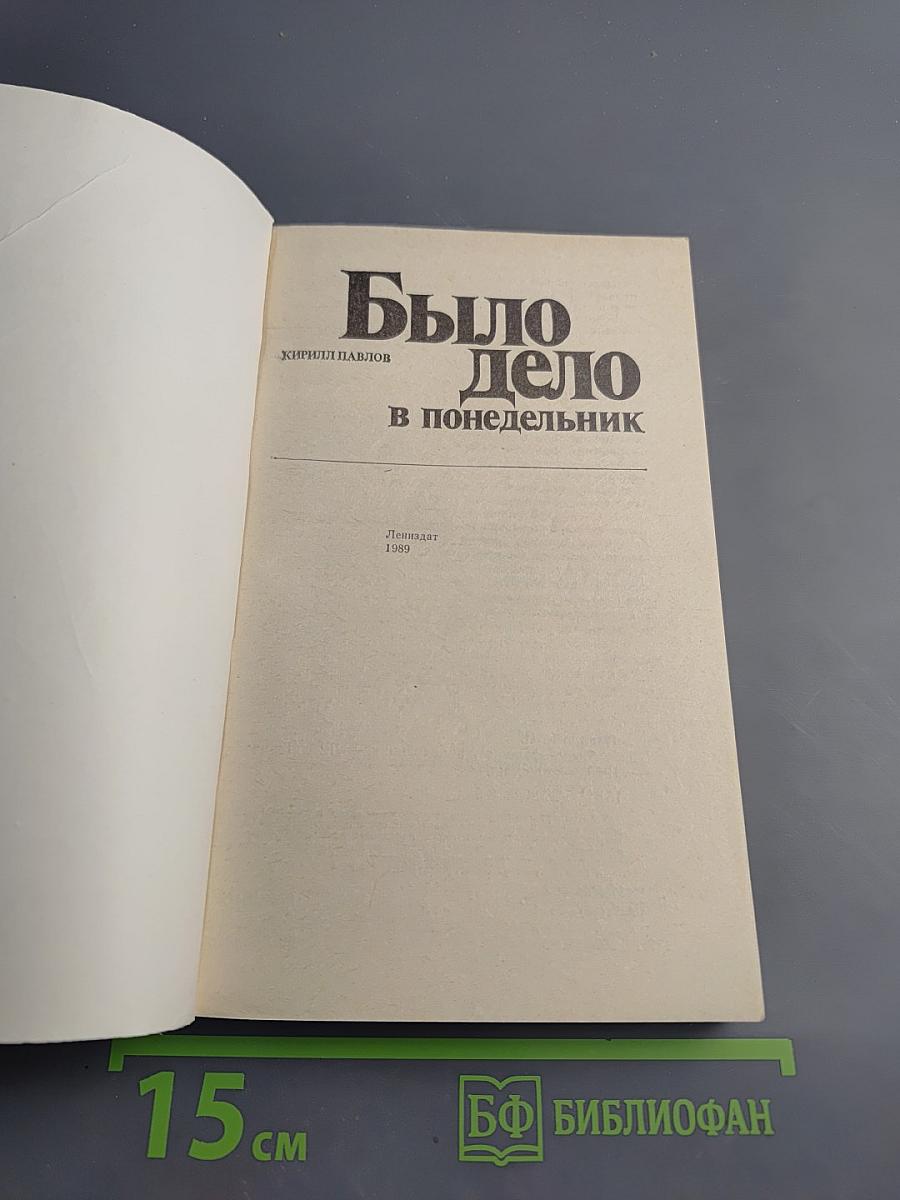 Было
КИРИЛЛ ПАВЛОВ
дело
в понедельник
Лениздат
1989
15 см
БФ БИБЛИОФАН